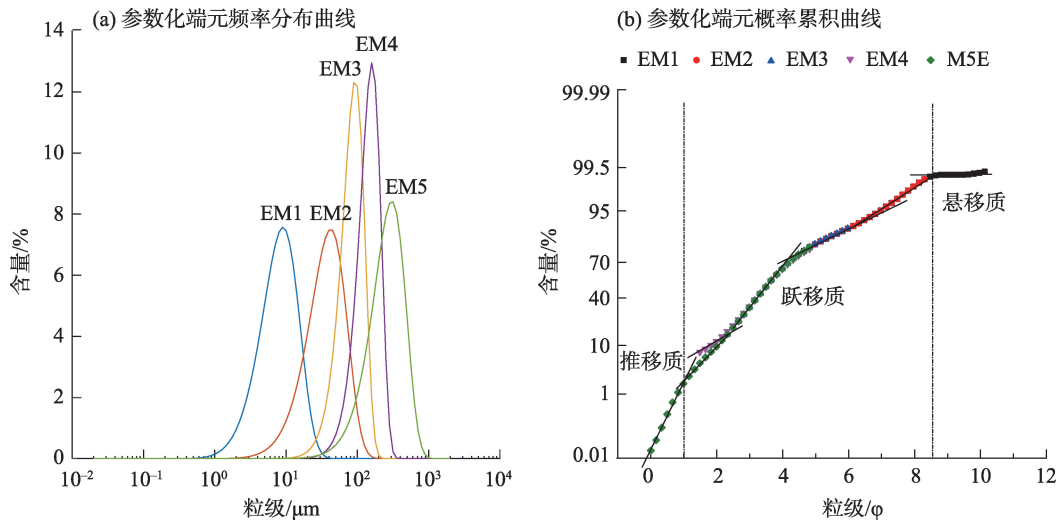 (a) 参数化端元频率分布曲线
14
12
10
8
6
4
2
0
含量/%
EM1
EM2
EM3
EM4
EM5
10⁻²
10⁻¹
10⁰
10¹
10²
10³
10⁴
粒级/μm
(b) 参数化端元概率累积曲线
EM1 EM2 EM3 EM4 M5E
99.99
99.5
95
70
40
10
1
0.01
含量/%
推移质
跃移质
悬移质
0 2 4 6 8 10 12
粒级/φ